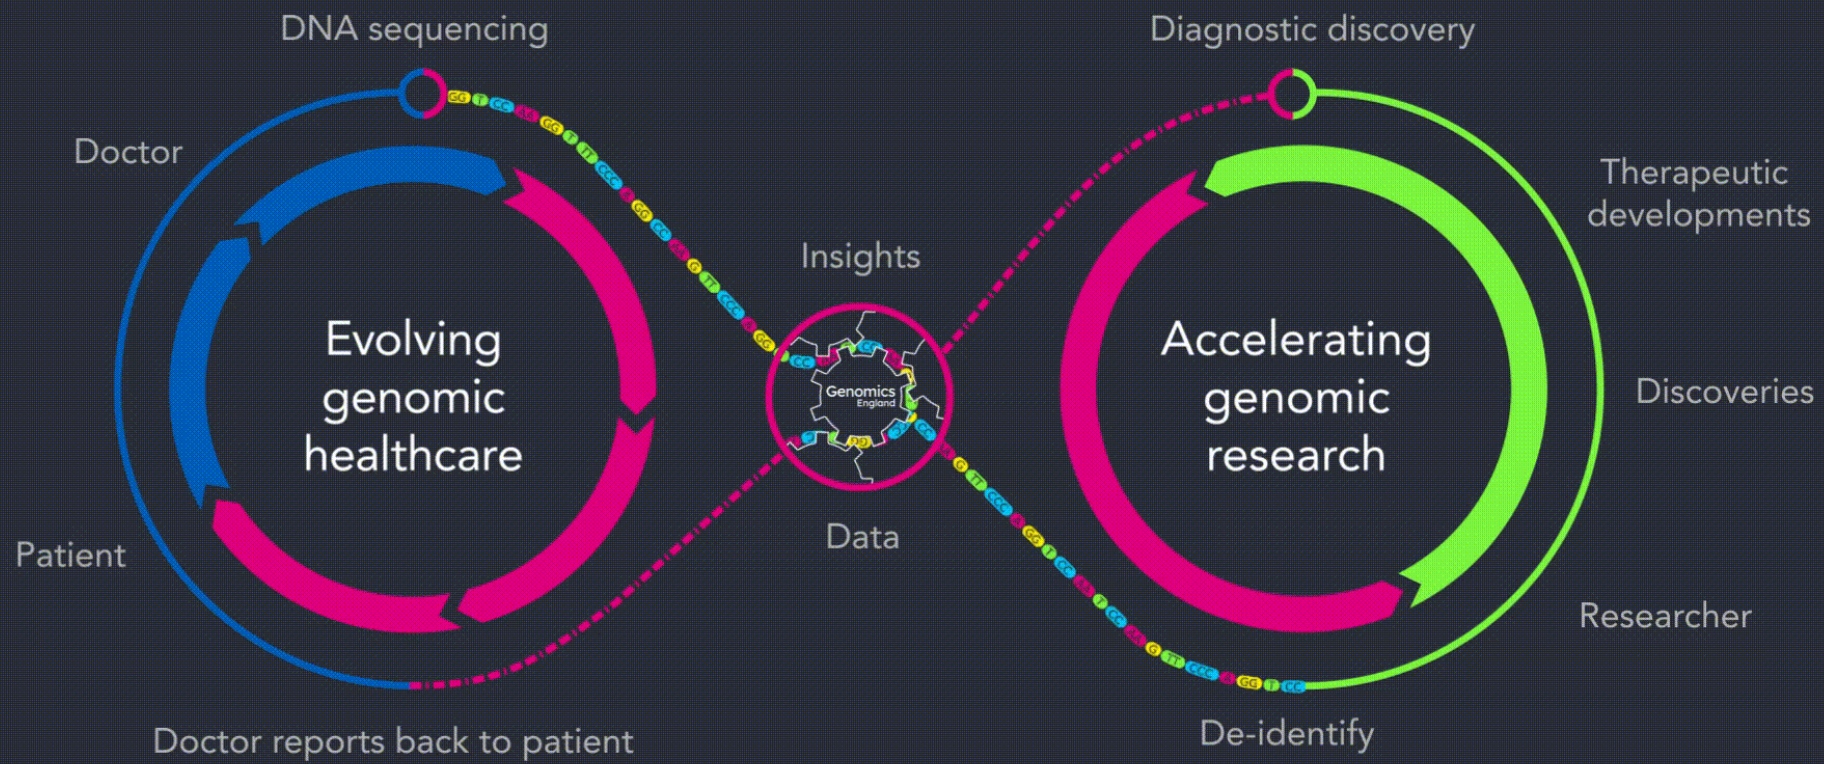 DNA sequencing
Diagnostic discovery
Doctor
Therapeutic
developments
Insights
Evolving
genomic
healthcare
Genomics
England
Accelerating
genomic
research
Discoveries
Data
Patient
Researcher
Doctor reports back to patient
De-identify